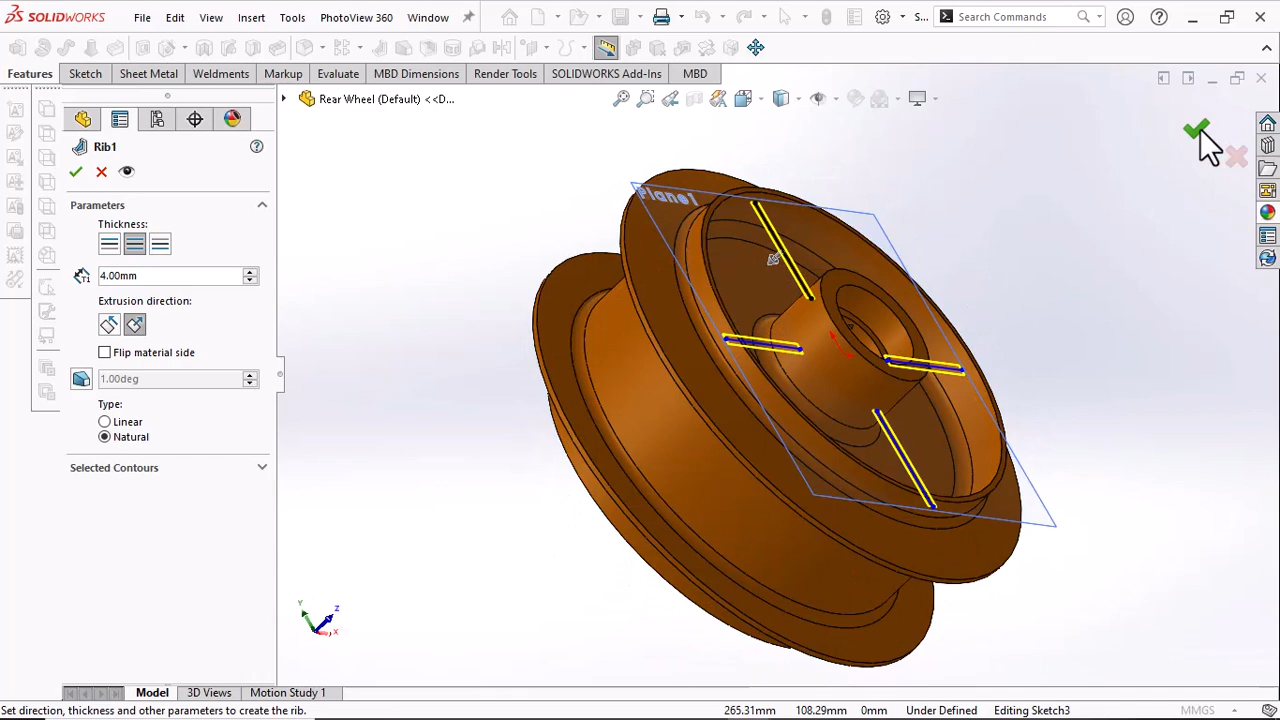 SOLIDWORKS File Edit View Insert Tools PhotoView 360 Window S... Search Commands
Features Sketch Sheet Metal Markup Evaluate MBD Dimensions Render Tools SOLIDWORKS Add-Ins MBD Weldments
Rear Wheel (Default) <<D...
Rib1
Parameters
Thickness:
4.00mm
Extrusion direction:
Flip material side
1.00deg
Type:
Linear
Natural
Selected Contours
Plane1
Y
Z
X
Model 3D Views Motion Study 1
Set direction, thickness and other parameters to create the rib. 265.31mm 108.29mm 0mm Under Defined Editing Sketch3 MMGS